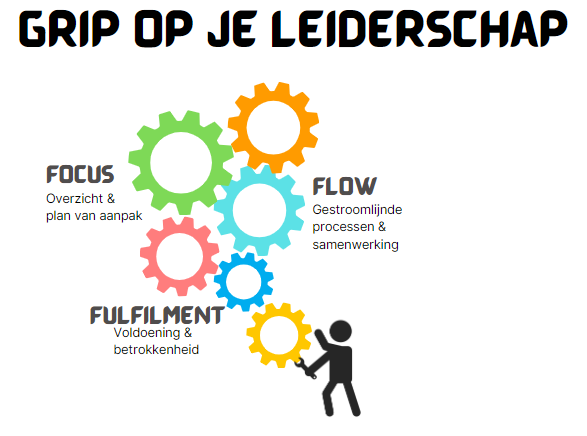 GRIP OP JE LEIDERSCHAP
FOCUS
Overzicht &
plan van aanpak
FLOW
Gestroomlijnde
processen &
samenwerking
FULFILMENT
Voldoening &
betrokkenheid